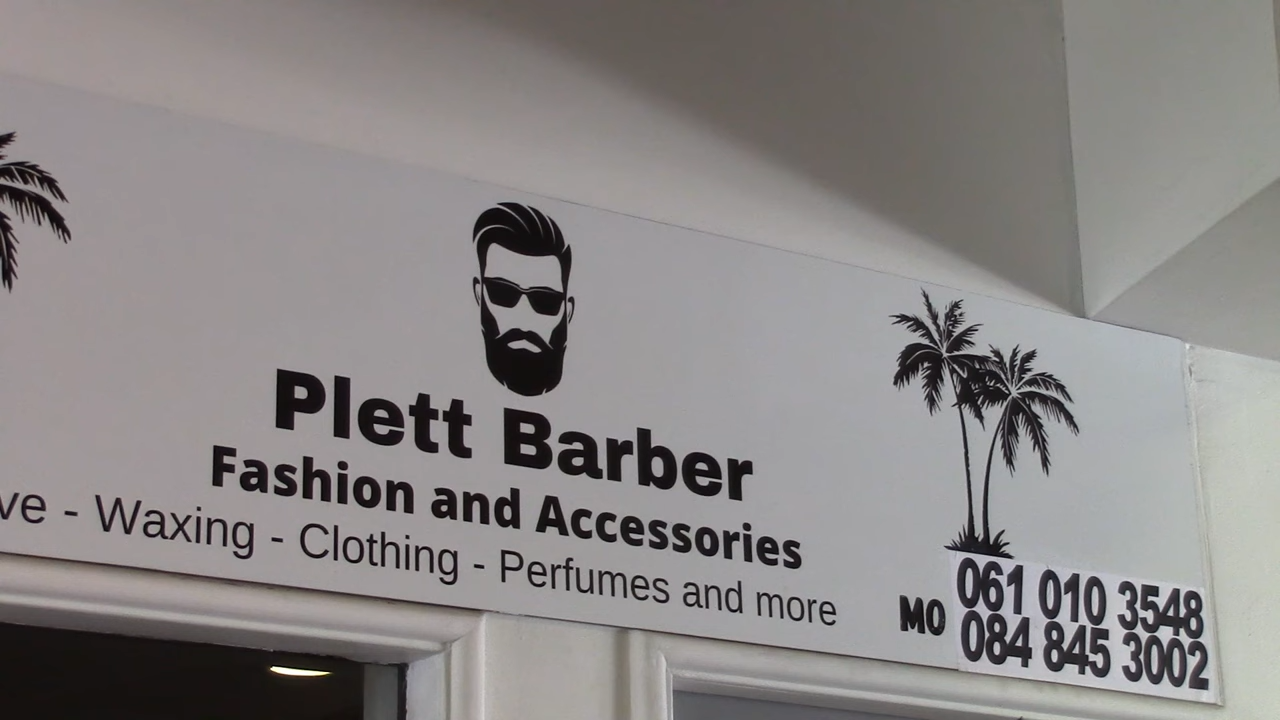 Plett Barber
Fashion and Accessories
ve - Waxing - Clothing - Perfumes and more
MO
061 010 3548
084 845 3002